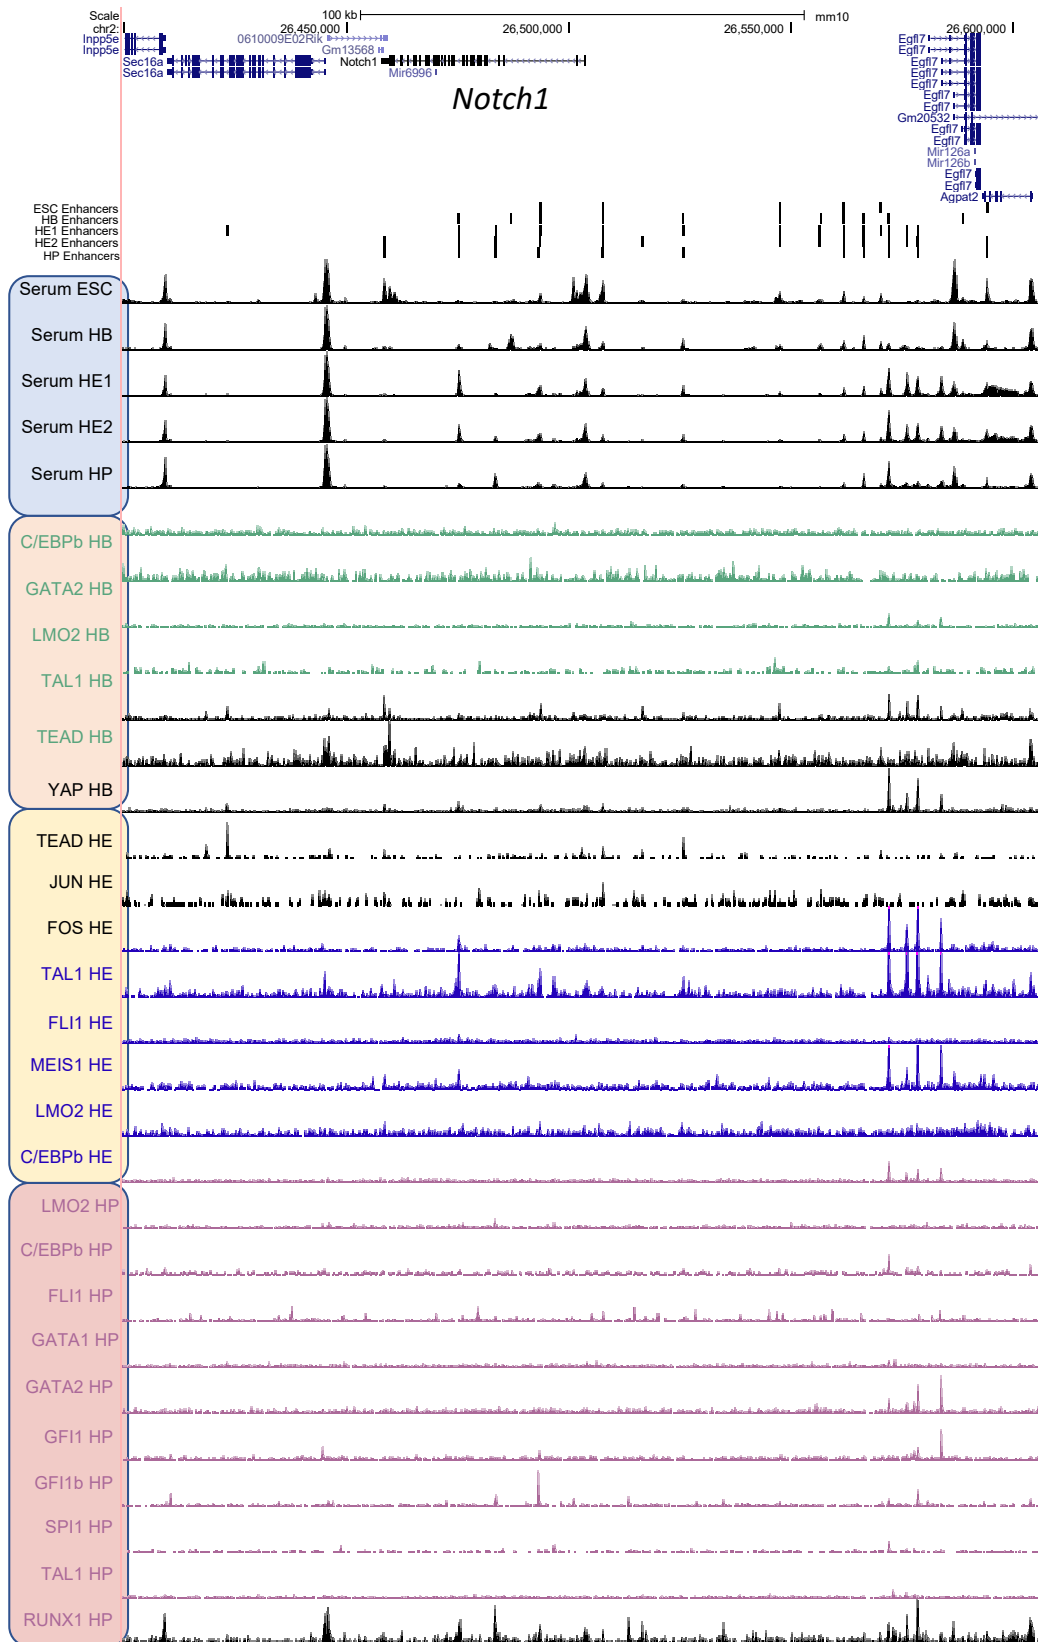 Scale 100 kb mm10
chr2: 26,450,000 26,500,000 26,550,000 26,600,000
Inpp5e 0610009E02Rik Egfl7
Inpp5e Gm13568 Egfl7
Sec16a Notch1 Egfl7
Sec16a Mir6996 Egfl7
Egfl7
Egfl7
Notch1
Egfl7
Gm20532
Egfl7
Egfl7
Mir126a
Mir126b
Egfl7
Egfl7
Agpat2
ESC Enhancers
HB Enhancers
HE1 Enhancers
HE2 Enhancers
HP Enhancers
Serum ESC
Serum HB
Serum HE1
Serum HE2
Serum HP
C/EBPb HB
GATA2 HB
LMO2 HB
TAL1 HB
TEAD HB
YAP HB
TEAD HE
JUN HE
FOS HE
TAL1 HE
FLI1 HE
MEIS1 HE
LMO2 HE
C/EBPb HE
LMO2 HP
C/EBPb HP
FLI1 HP
GATA1 HP
GATA2 HP
GFI1 HP
GFI1b HP
SPI1 HP
TAL1 HP
RUNX1 HP